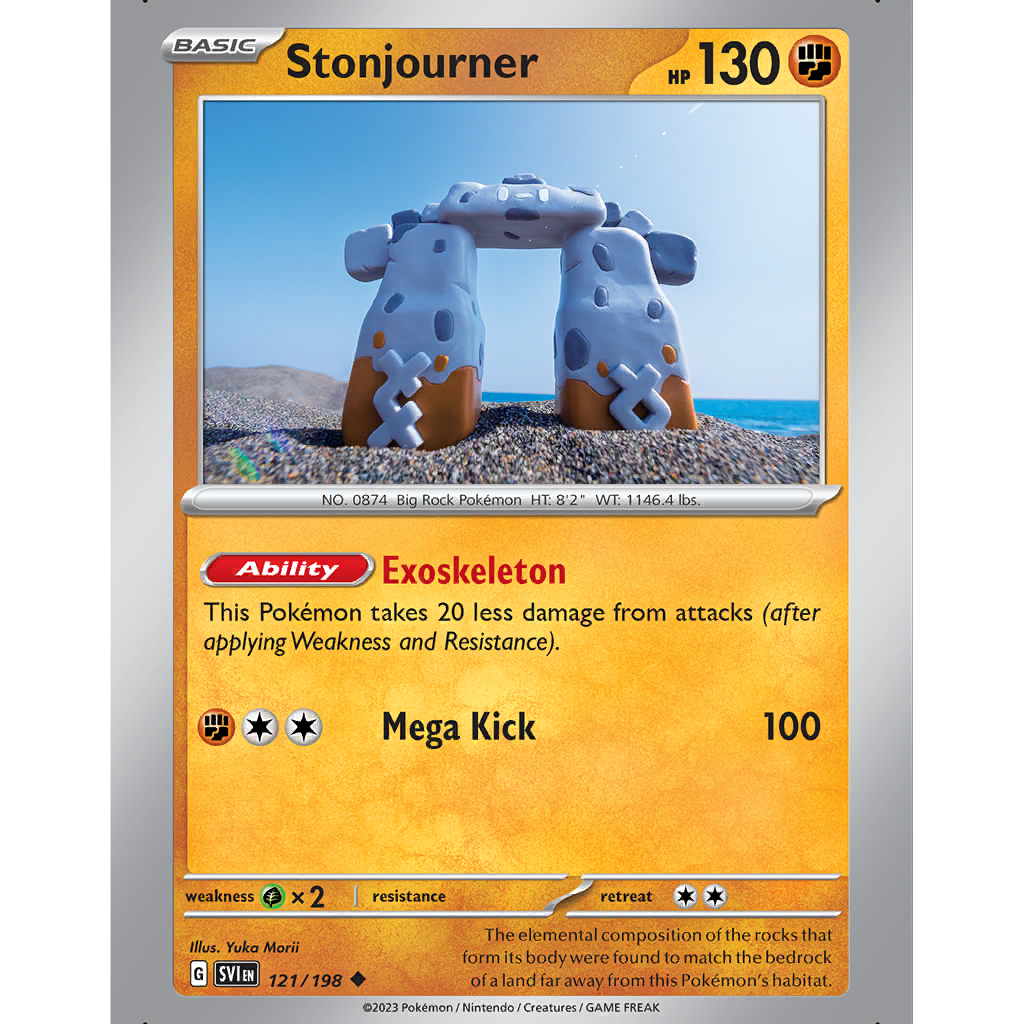 BASIC Stonjourner HP 130
NO. 0874 Big Rock Pokémon HT: 8'2" WT: 1146.4 lbs.
Ability Exoskeleton
This Pokémon takes 20 less damage from attacks (after
applying Weakness and Resistance).
Mega Kick 100
weakness ×2 resistance retreat
Illus. Yuka Morii
G SVI EN 121/198
The elemental composition of the rocks that
form its body were found to match the bedrock
of a land far away from this Pokémon's habitat.
©2023 Pokémon / Nintendo / Creatures / GAME FREAK